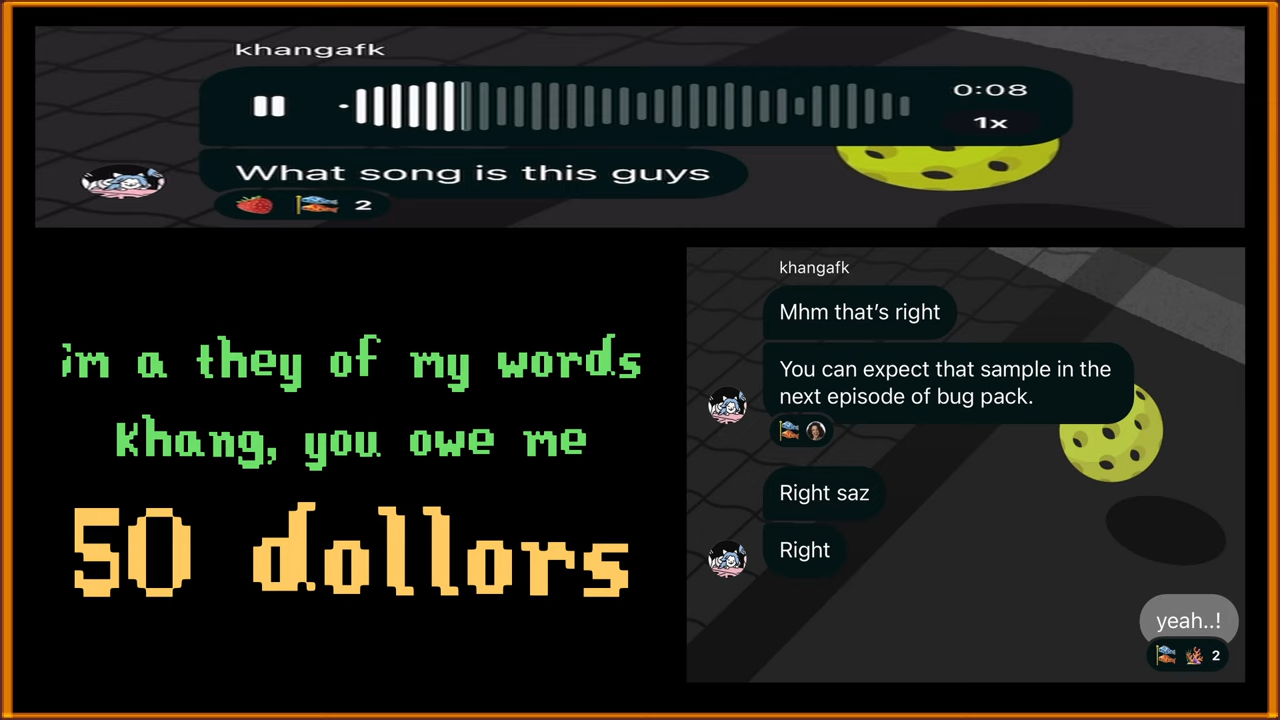 khangafk
0:08
1x
What song is this guys
2
im a they of my words
khang, you owe me
50 dollors
khangafk
Mhm that's right
You can expect that sample in the
next episode of bug pack.
Right saz
Right
yeah..!
2